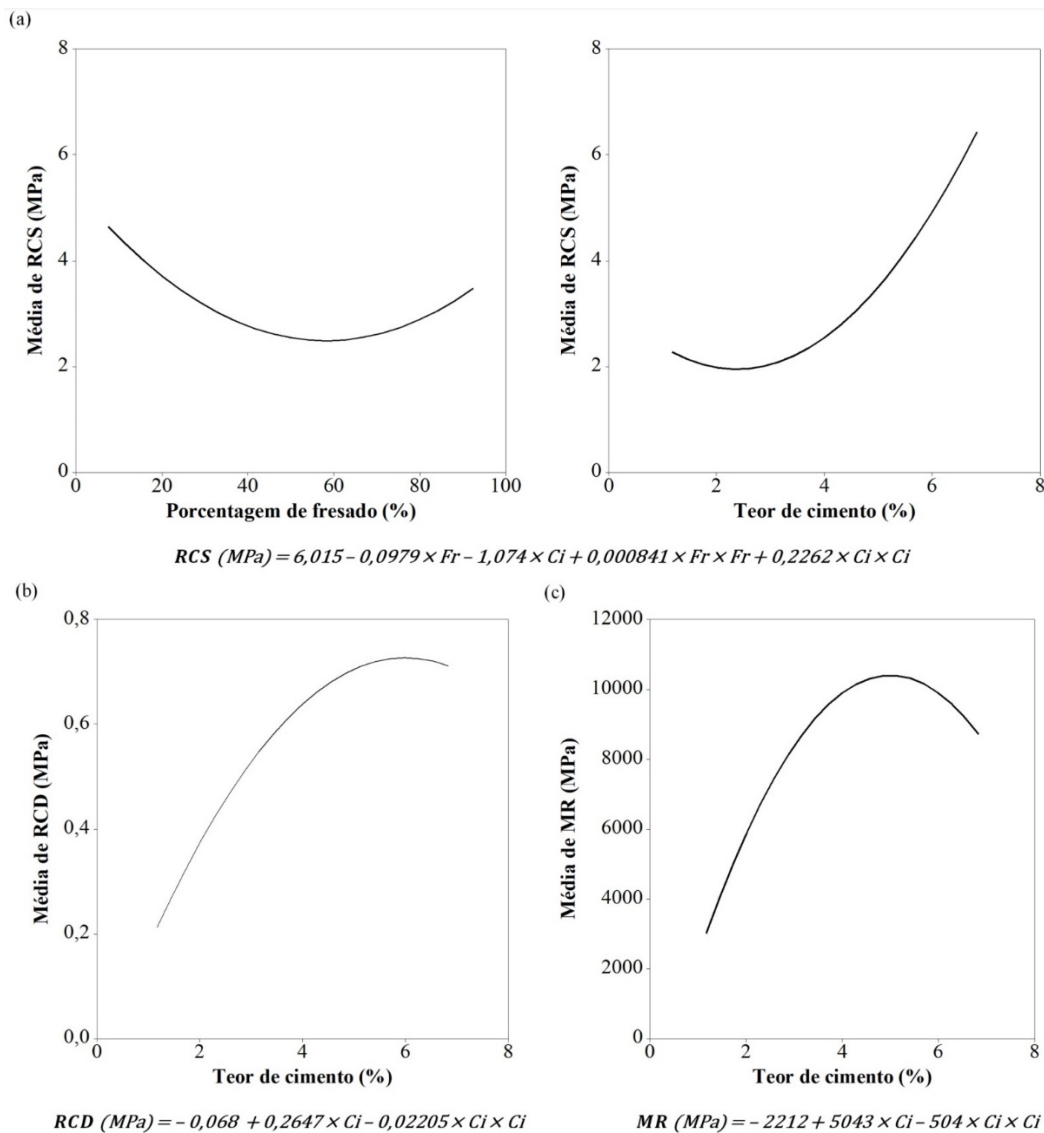 (a)
8
6
4
2
0
Média de RCS (MPa)
0 20 40 60 80 100
Porcentagem de fresado (%)
8
6
4
2
0
Média de RCS (MPa)
0 2 4 6 8
Teor de cimento (%)
RCS (MPa) = 6,015 – 0,0979 × Fr – 1,074 × Ci + 0,000841 × Fr × Fr + 0,2262 × Ci × Ci
(b)
0,8
0,6
0,4
0,2
0,0
Média de RCD (MPa)
0 2 4 6 8
Teor de cimento (%)
RCD (MPa) = – 0,068 + 0,2647 × Ci – 0,02205 × Ci × Ci
(c)
12000
10000
8000
6000
4000
2000
0
Média de MR (MPa)
0 2 4 6 8
Teor de cimento (%)
MR (MPa) = – 2212 + 5043 × Ci – 504 × Ci × Ci